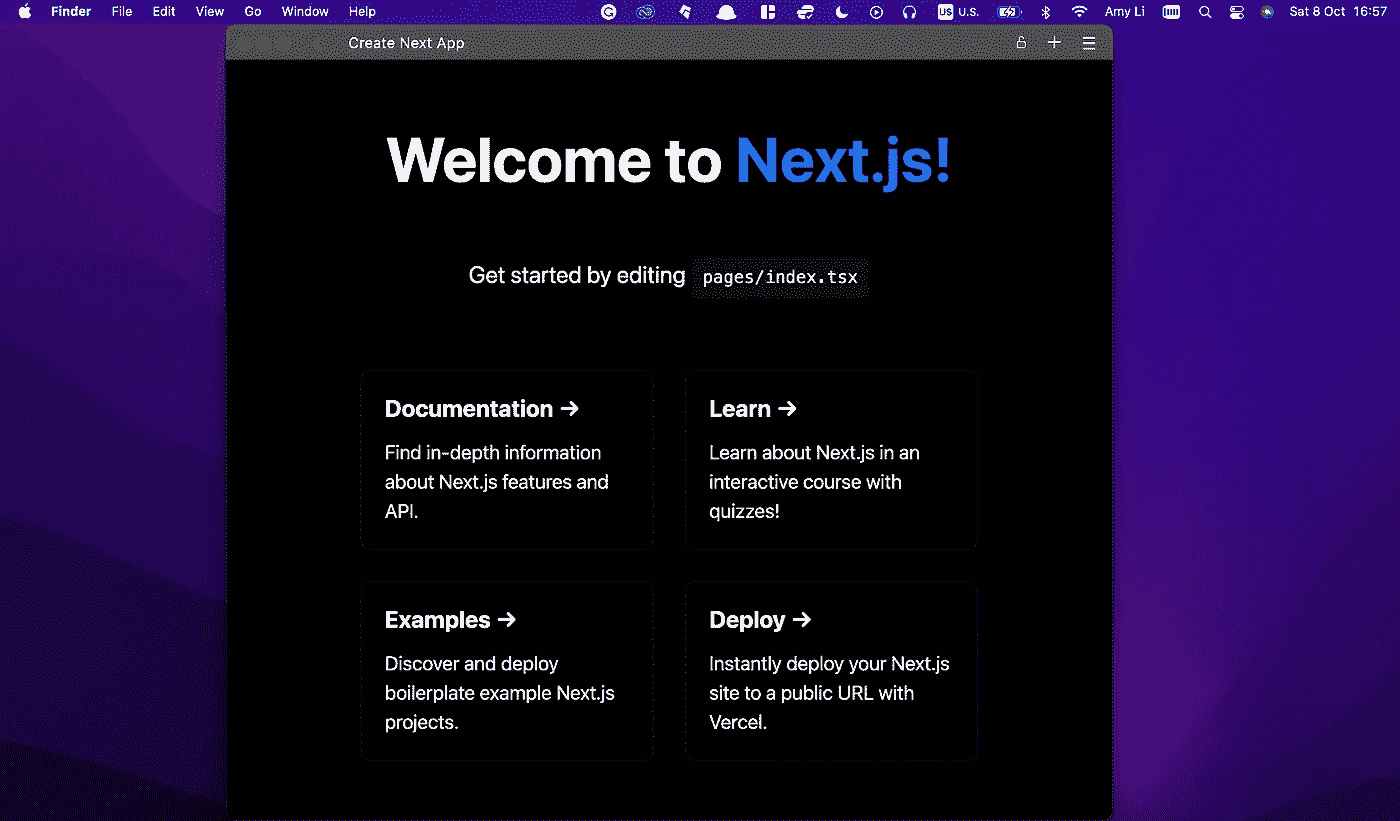 Finder File Edit View Go Window Help US U.S. Amy Li Sat 8 Oct 16:57
Create Next App
Welcome to Next.js!
Get started by editing pages/index.tsx
Documentation →
Find in-depth information
about Next.js features and
API.
Learn →
Learn about Next.js in an
interactive course with
quizzes!
Examples →
Discover and deploy
boilerplate example Next.js
projects.
Deploy →
Instantly deploy your Next.js
site to a public URL with
Vercel.